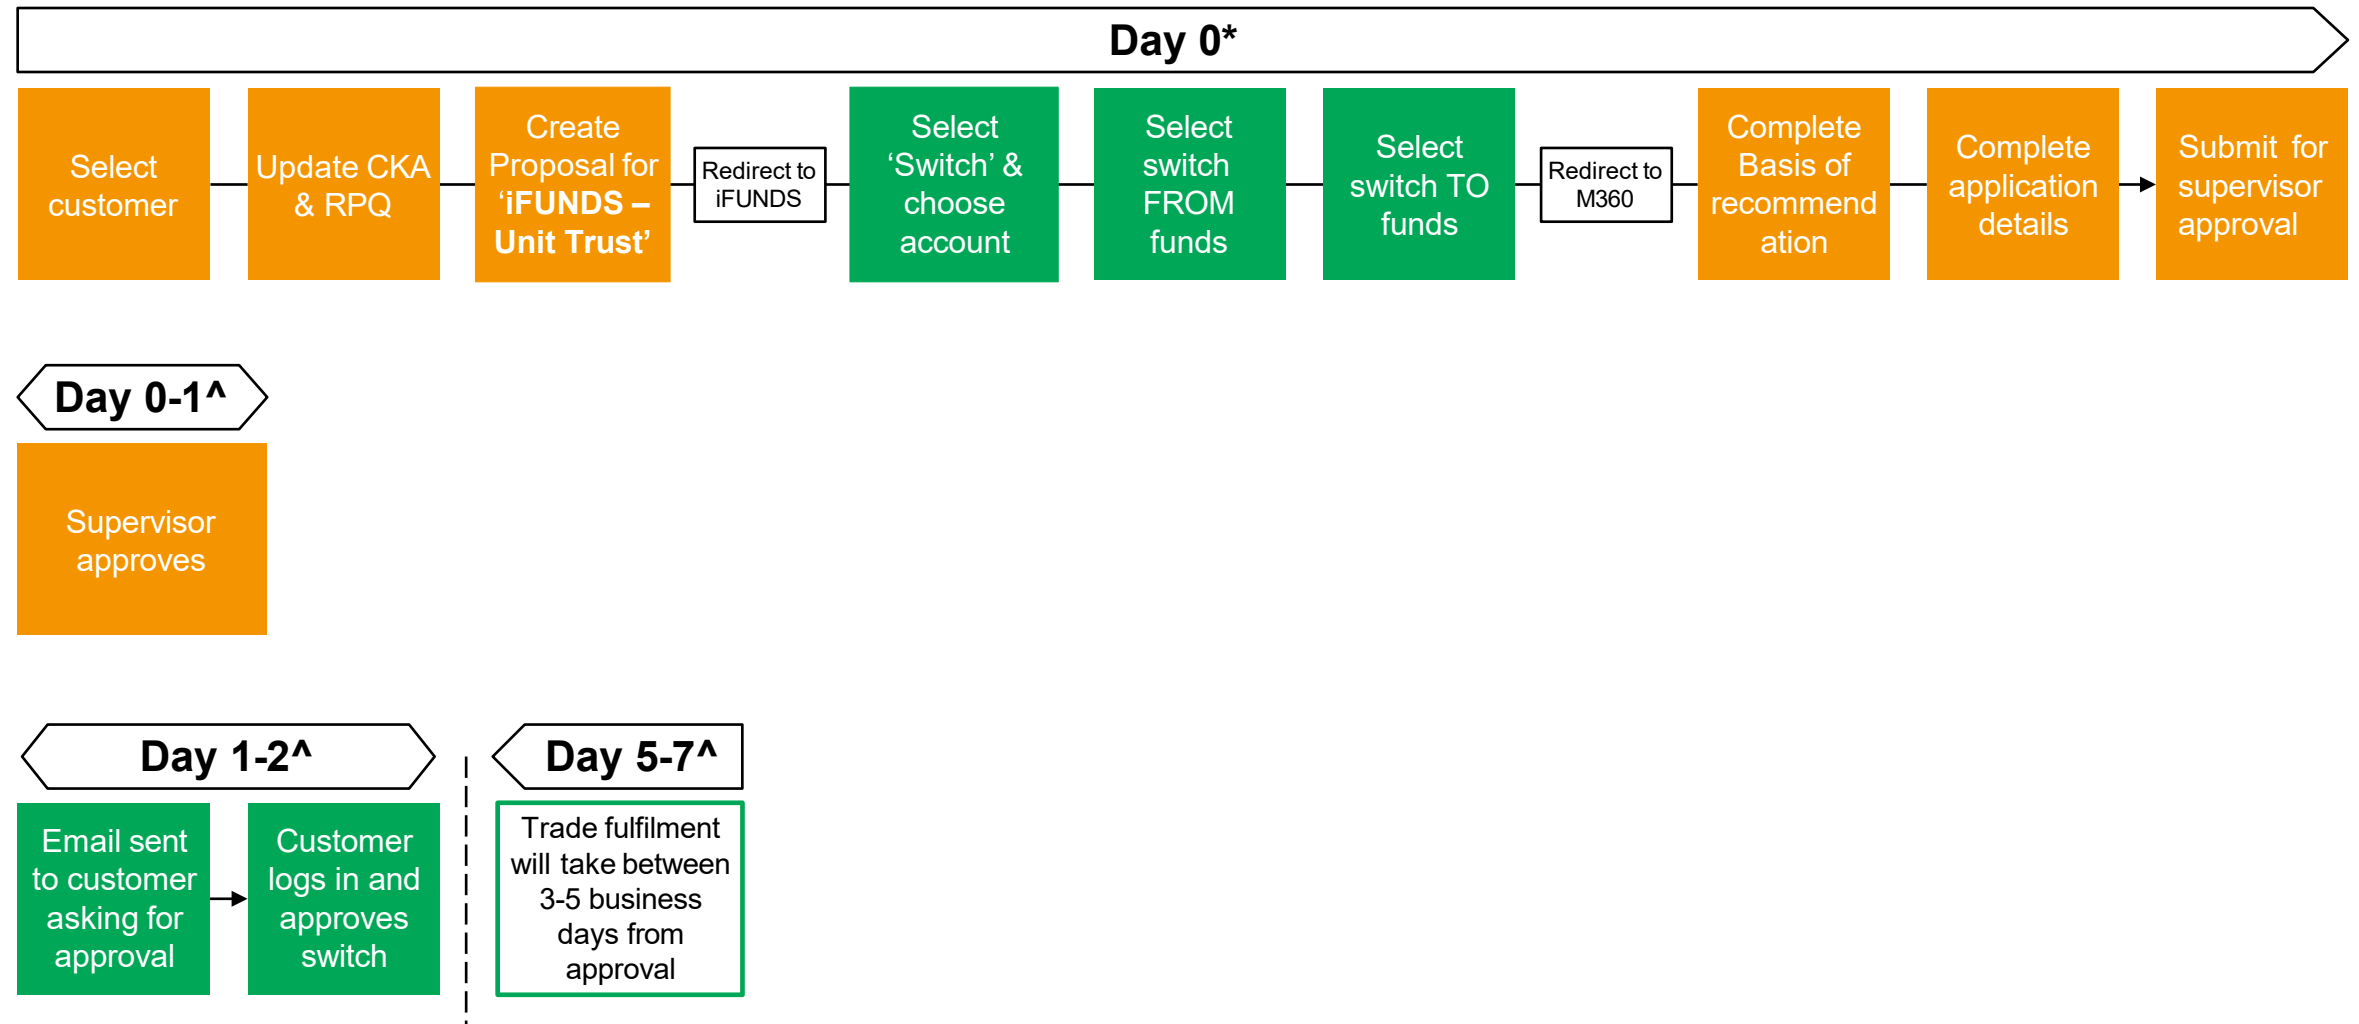 Day 0*
Select
customer
Update CKA
& RPQ
Create
Proposal for
‘iFUNDS –
Unit Trust’
Redirect to
iFUNDS
Select
‘Switch’ &
choose
account
Select
switch
FROM
funds
Select
switch TO
funds
Redirect to
M360
Complete
Basis of
recommend
ation
Complete
application
details
Submit for
supervisor
approval
Day 0-1^
Supervisor
approves
Day 1-2^
Email sent
to customer
asking for
approval
Customer
logs in and
approves
switch
Day 5-7^
Trade fulfilment
will take between
3-5 business
days from
approval